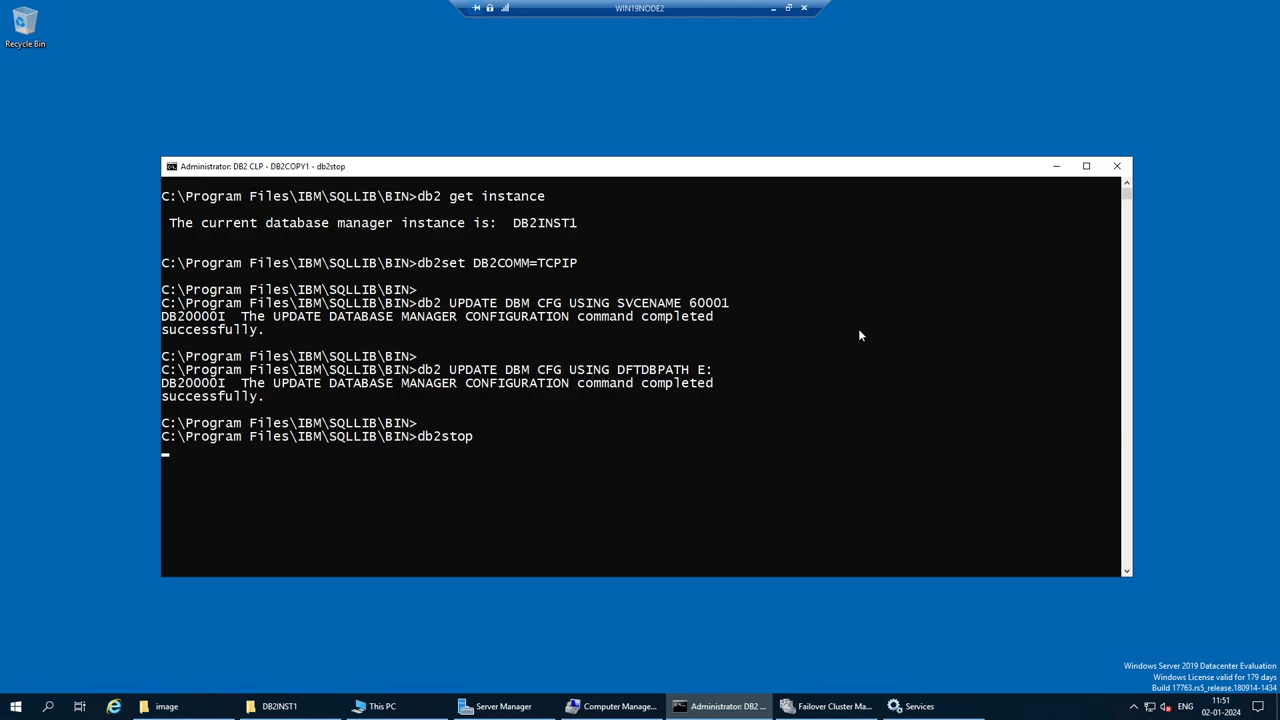 WIN19NODE2
Recycle Bin
Administrator: DB2 CLP - DB2COPY1 - db2stop
C:\Program Files\IBM\SQLLIB\BIN>db2 get instance
The current database manager instance is:  DB2INST1
C:\Program Files\IBM\SQLLIB\BIN>db2set DB2COMM=TCPIP
C:\Program Files\IBM\SQLLIB\BIN>
C:\Program Files\IBM\SQLLIB\BIN>db2 UPDATE DBM CFG USING SVCENAME 60001
DB20000I  The UPDATE DATABASE MANAGER CONFIGURATION command completed
successfully.
C:\Program Files\IBM\SQLLIB\BIN>
C:\Program Files\IBM\SQLLIB\BIN>db2 UPDATE DBM CFG USING DFTDBPATH E:
DB20000I  The UPDATE DATABASE MANAGER CONFIGURATION command completed
successfully.
C:\Program Files\IBM\SQLLIB\BIN>
C:\Program Files\IBM\SQLLIB\BIN>db2stop
Windows Server 2019 Datacenter Evaluation
Windows License valid for 179 days
Build 17763.rs5_release.180914-1434
image
DB2INST1
This PC
Server Manager
Computer Manage...
Administrator: DB2 ...
Failover Cluster Ma...
Services
ENG
11:51
02-01-2024